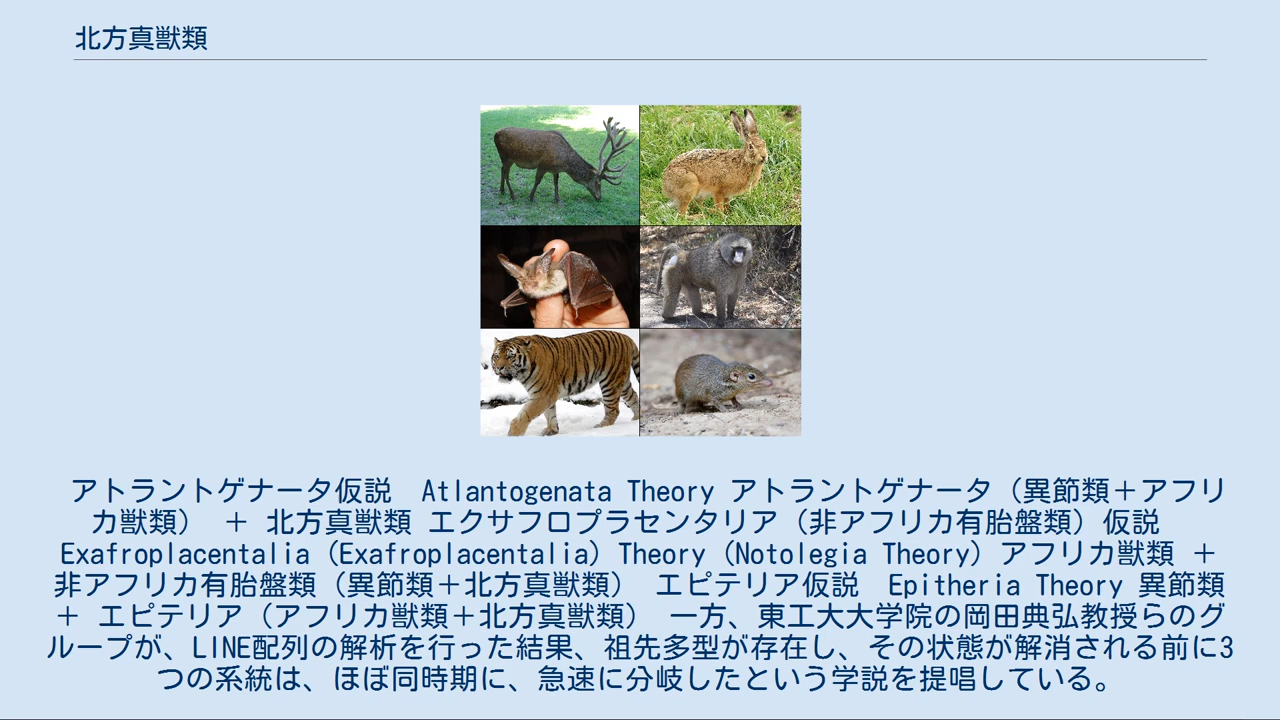 北方真獣類
アトラントゲナータ仮説　Atlantogenata Theory アトラントゲナータ（異節類＋アフリ
カ獣類） ＋ 北方真獣類 エクサフロプラセンタリア（非アフリカ有胎盤類）仮説
Exafroplacentalia（Exafroplacentalia）Theory（Notolegia Theory）アフリカ獣類 ＋
非アフリカ有胎盤類（異節類＋北方真獣類） エピテリア仮説　Epitheria Theory 異節類
＋ エピテリア（アフリカ獣類＋北方真獣類） 一方、東工大大学院の岡田典弘教授らのグ
ループが、LINE配列の解析を行った結果、祖先多型が存在し、その状態が解消される前に3
つの系統は、ほぼ同時期に、急速に分岐したという学説を提唱している。